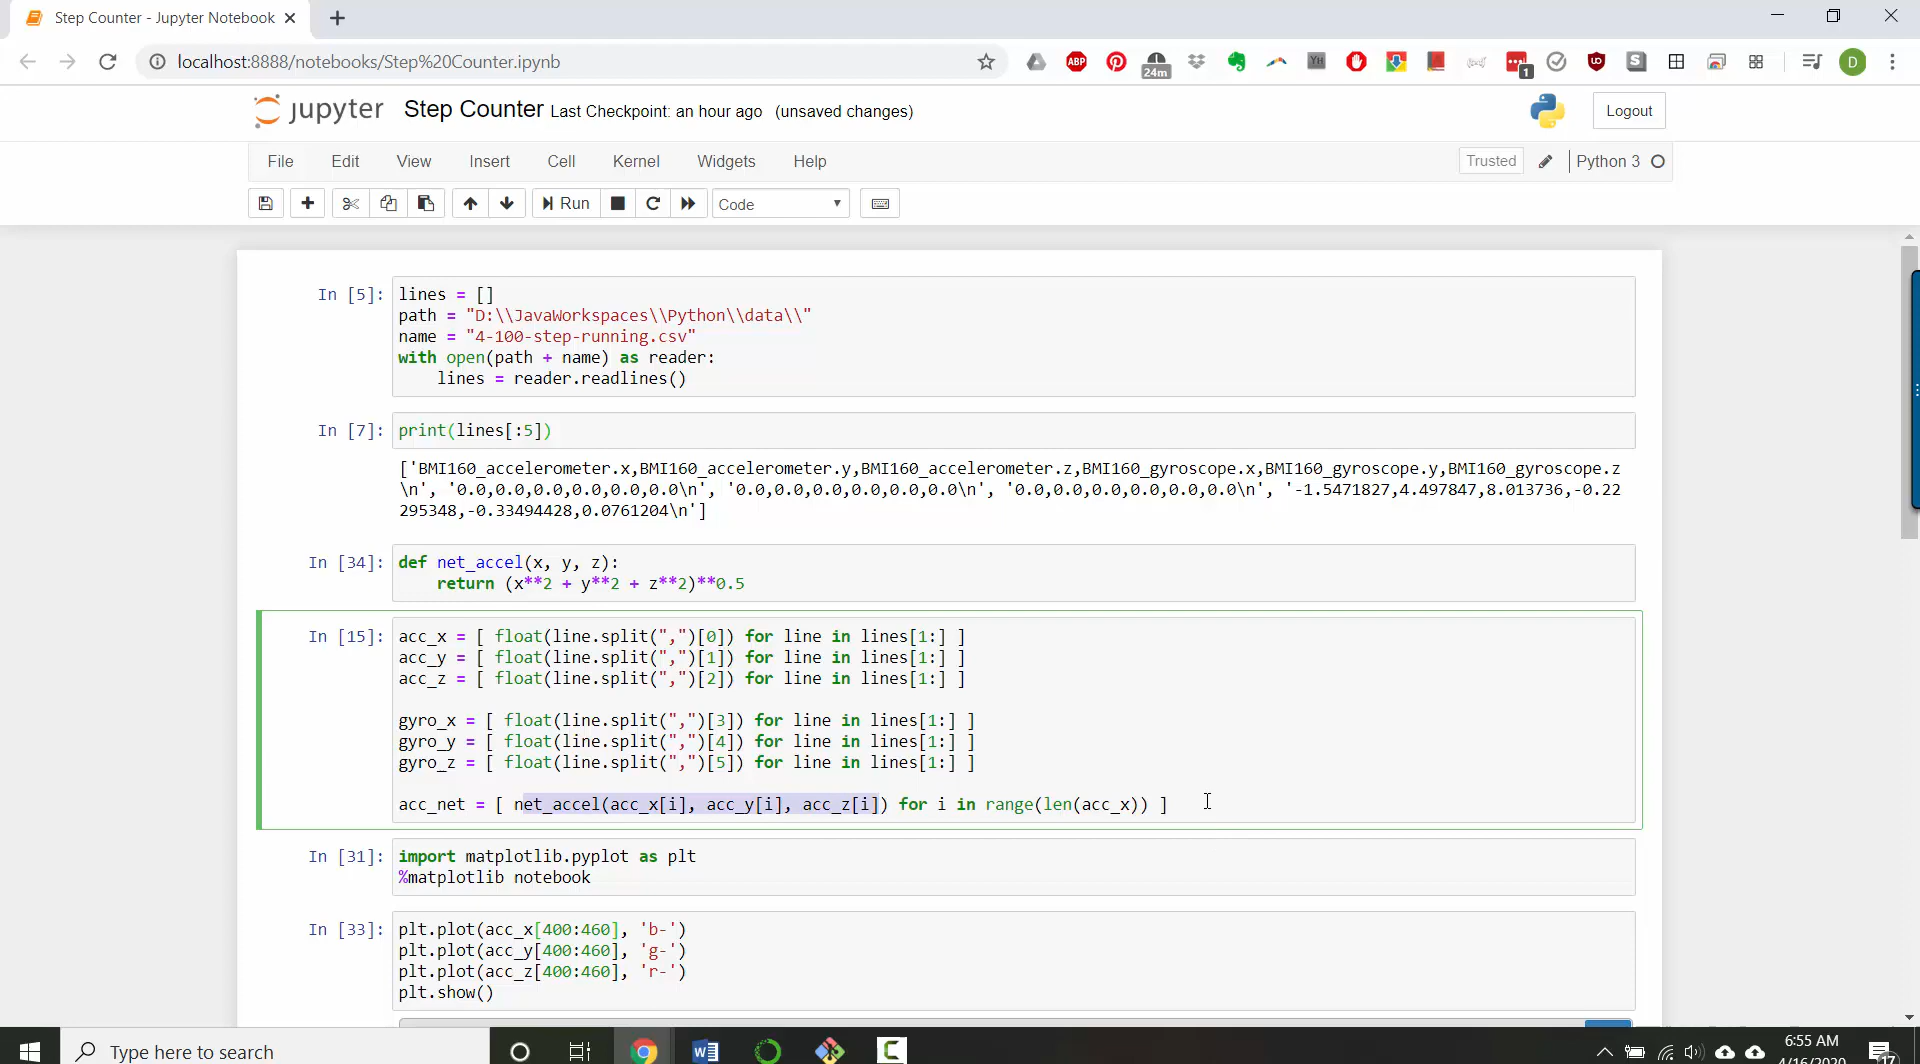 Step Counter - Jupyter Notebook
localhost:8888/notebooks/Step%20Counter.ipynb
ABP
24m
YH
1
UD
S
D
jupyter Step Counter Last Checkpoint: an hour ago (unsaved changes)
Logout
File Edit View Insert Cell Kernel Widgets Help
Trusted
Python 3
Run
Code
In [5]: lines = []
path = "D:\\JavaWorkspaces\\Python\\data\\"
name = "4-100-step-running.csv"
with open(path + name) as reader:
    lines = reader.readlines()
In [7]: print(lines[:5])
['BMI160_accelerometer.x,BMI160_accelerometer.y,BMI160_accelerometer.z,BMI160_gyroscope.x,BMI160_gyroscope.y,BMI160_gyroscope.z
\n', '0.0,0.0,0.0,0.0,0.0,0.0\n', '0.0,0.0,0.0,0.0,0.0,0.0\n', '0.0,0.0,0.0,0.0,0.0,0.0\n', '-1.5471827,4.497847,8.013736,-0.22
295348,-0.33494428,0.0761204\n']
In [34]: def net_accel(x, y, z):
    return (x**2 + y**2 + z**2)**0.5
In [15]: acc_x = [ float(line.split(",")[0]) for line in lines[1:] ]
acc_y = [ float(line.split(",")[1]) for line in lines[1:] ]
acc_z = [ float(line.split(",")[2]) for line in lines[1:] ]
gyro_x = [ float(line.split(",")[3]) for line in lines[1:] ]
gyro_y = [ float(line.split(",")[4]) for line in lines[1:] ]
gyro_z = [ float(line.split(",")[5]) for line in lines[1:] ]
acc_net = [ net_accel(acc_x[i], acc_y[i], acc_z[i]) for i in range(len(acc_x)) ]
In [31]: import matplotlib.pyplot as plt
%matplotlib notebook
In [33]: plt.plot(acc_x[400:460], 'b-')
plt.plot(acc_y[400:460], 'g-')
plt.plot(acc_z[400:460], 'r-')
plt.show()
Type here to search
6:55 AM
4/16/2020
17